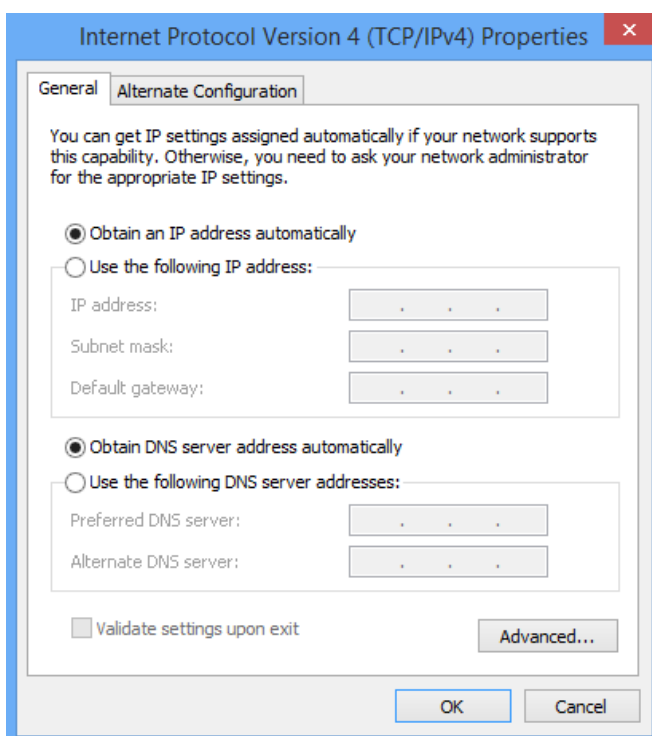 Internet Protocol Version 4 (TCP/IPv4) Properties
General
Alternate Configuration
You can get IP settings assigned automatically if your network supports
this capability. Otherwise, you need to ask your network administrator
for the appropriate IP settings.
Obtain an IP address automatically
Use the following IP address:
IP address:
Subnet mask:
Default gateway:
Obtain DNS server address automatically
Use the following DNS server addresses:
Preferred DNS server:
Alternate DNS server:
Validate settings upon exit
Advanced...
OK
Cancel